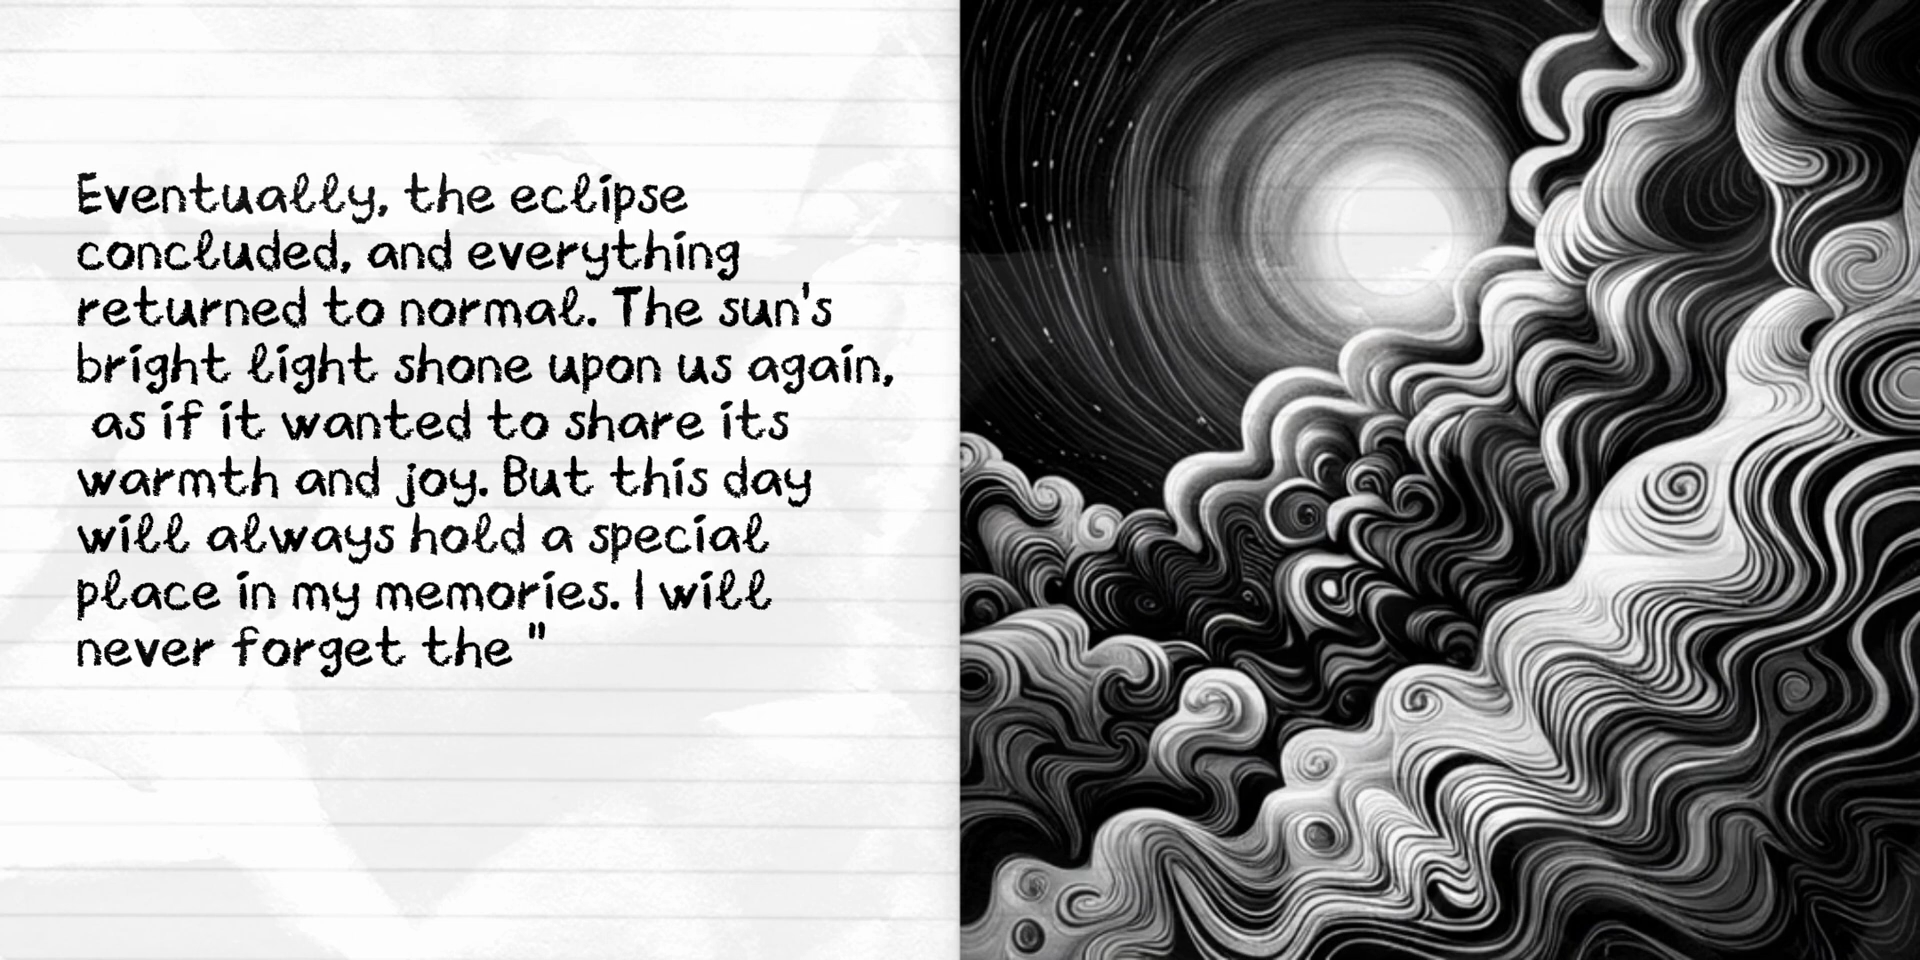 Eventually, the eclipse
concluded, and everything
returned to normal. The sun's
bright light shone upon us again,
as if it wanted to share its
warmth and joy. But this day
will always hold a special
place in my memories. I will
never forget the "